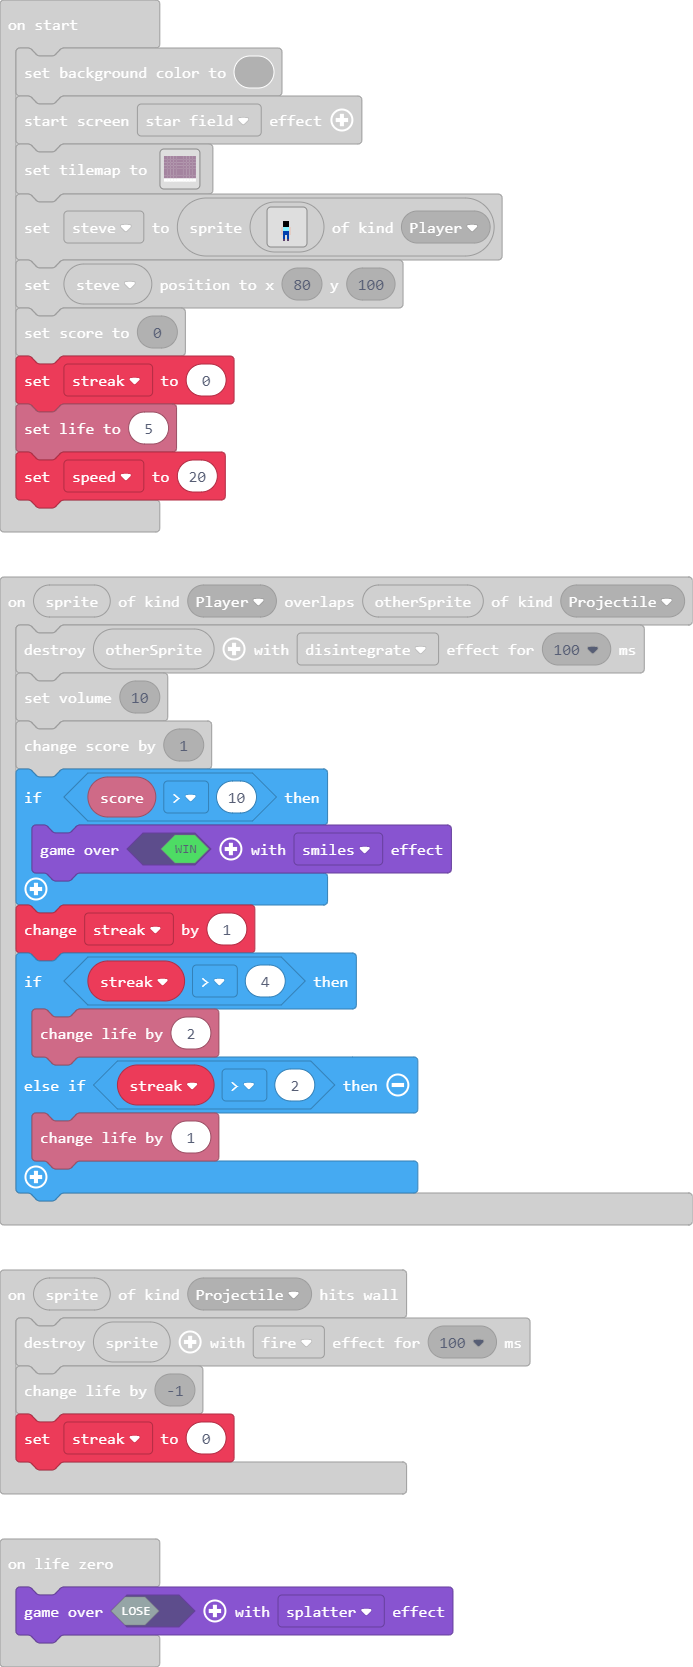 on start
set background color to
start screen star field effect
set tilemap to
set steve to sprite of kind Player
set steve position to x 80 y 100
set score to 0
set streak to 0
set life to 5
set speed to 20
on sprite of kind Player overlaps otherSprite of kind Projectile
destroy otherSprite with disintegrate effect for 100 ms
set volume 10
change score by 1
if score > 10 then
game over WIN with smiles effect
change streak by 1
if streak > 4 then
change life by 2
else if streak > 2 then
change life by 1
on sprite of kind Projectile hits wall
destroy sprite with fire effect for 100 ms
change life by -1
set streak to 0
on life zero
game over LOSE with splatter effect